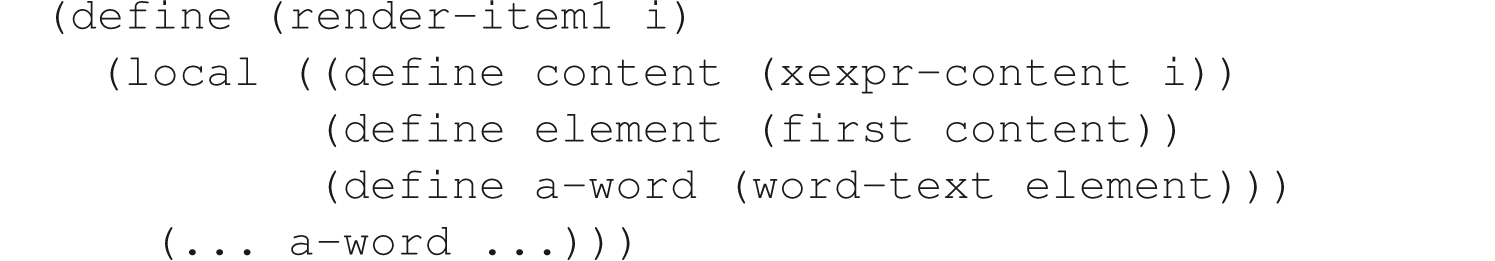 (define (render-item1 i)
(local ((define content (xexpr-content i))
(define element (first content))
(define a-word (word-text element)))
(... a-word ...)))